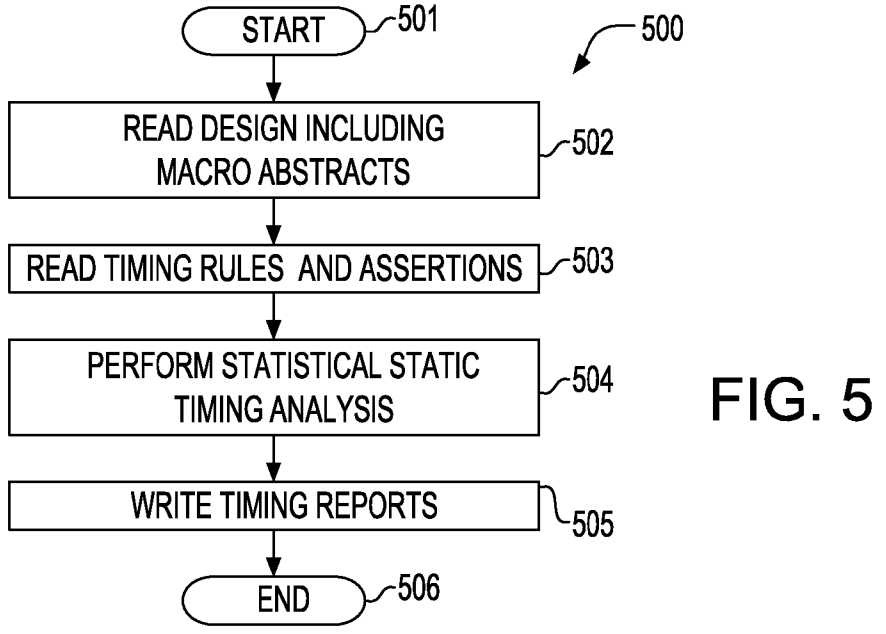 START
501
500
READ DESIGN INCLUDING
MACRO ABSTRACTS
502
READ TIMING RULES AND ASSERTIONS
503
PERFORM STATISTICAL STATIC
TIMING ANALYSIS
504
FIG. 5
WRITE TIMING REPORTS
505
END
506